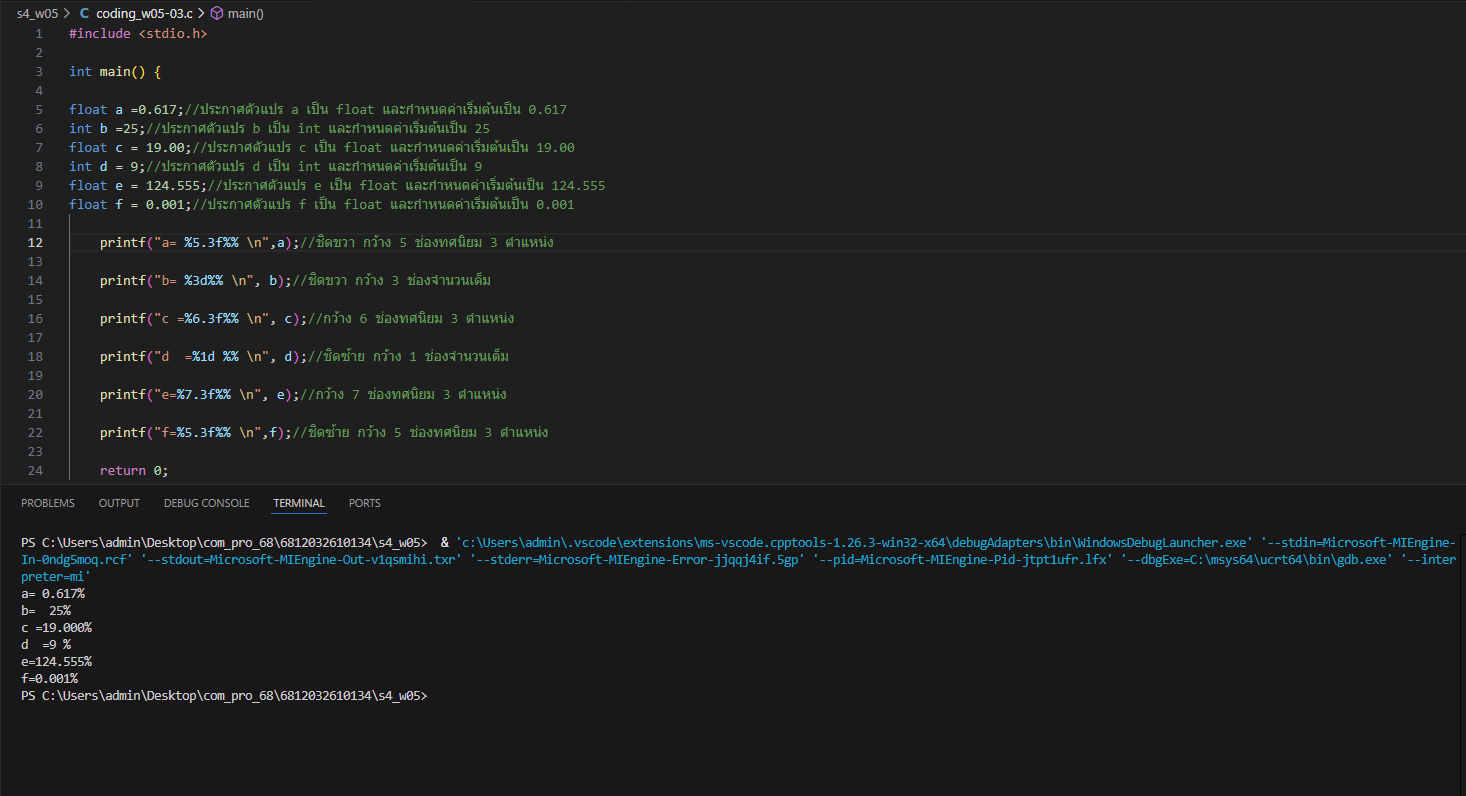 s4_w05 > C coding_w05-03.c > main()
1 #include <stdio.h>
2
3 int main() {
4
5 float a =0.617;//ประกาศตัวแปร a เป็น float และกำหนดค่าเริ่มต้นเป็น 0.617
6 int b =25;//ประกาศตัวแปร b เป็น int และกำหนดค่าเริ่มต้นเป็น 25
7 float c = 19.00;//ประกาศตัวแปร c เป็น float และกำหนดค่าเริ่มต้นเป็น 19.00
8 int d = 9;//ประกาศตัวแปร d เป็น int และกำหนดค่าเริ่มต้นเป็น 9
9 float e = 124.555;//ประกาศตัวแปร e เป็น float และกำหนดค่าเริ่มต้นเป็น 124.555
10 float f = 0.001;//ประกาศตัวแปร f เป็น float และกำหนดค่าเริ่มต้นเป็น 0.001
11
12     printf("a= %5.3f%% \n",a);//ชิดขวา กว้าง 5 ช่องทศนิยม 3 ตำแหน่ง
13
14     printf("b= %3d%% \n", b);//ชิดขวา กว้าง 3 ช่องจำนวนเต็ม
15
16     printf("c =%6.3f%% \n", c);//กว้าง 6 ช่องทศนิยม 3 ตำแหน่ง
17
18     printf("d  =%1d %% \n", d);//ชิดซ้าย กว้าง 1 ช่องจำนวนเต็ม
19
20     printf("e=%7.3f%% \n", e);//กว้าง 7 ช่องทศนิยม 3 ตำแหน่ง
21
22     printf("f=%5.3f%% \n",f);//ชิดซ้าย กว้าง 5 ช่องทศนิยม 3 ตำแหน่ง
23
24     return 0;
PROBLEMS OUTPUT DEBUG CONSOLE TERMINAL PORTS
PS C:\Users\admin\Desktop\com_pro_68\6812032610134\s4_w05>  & 'c:\Users\admin\.vscode\extensions\ms-vscode.cpptools-1.26.3-win32-x64\debugAdapters\bin\WindowsDebugLauncher.exe' '--stdin=Microsoft-MIEngine-
In-0ndg5moq.rcf' '--stdout=Microsoft-MIEngine-Out-v1qsmihi.txr' '--stderr=Microsoft-MIEngine-Error-jjqqj4if.5gp' '--pid=Microsoft-MIEngine-Pid-jtpt1ufr.lfx' '--dbgExe=C:\msys64\ucrt64\bin\gdb.exe' '--inter
preter=mi'
a= 0.617%
b=  25%
c =19.000%
d  =9 %
e=124.555%
f=0.001%
PS C:\Users\admin\Desktop\com_pro_68\6812032610134\s4_w05>